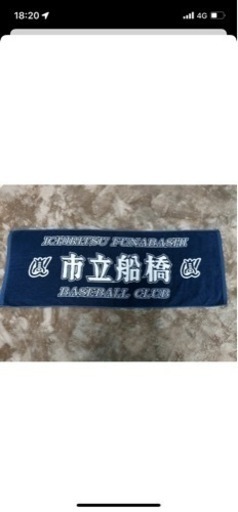 18:20
4G
ICHIRITSU FUNABASHI
市立船橋
BASEBALL CLUB